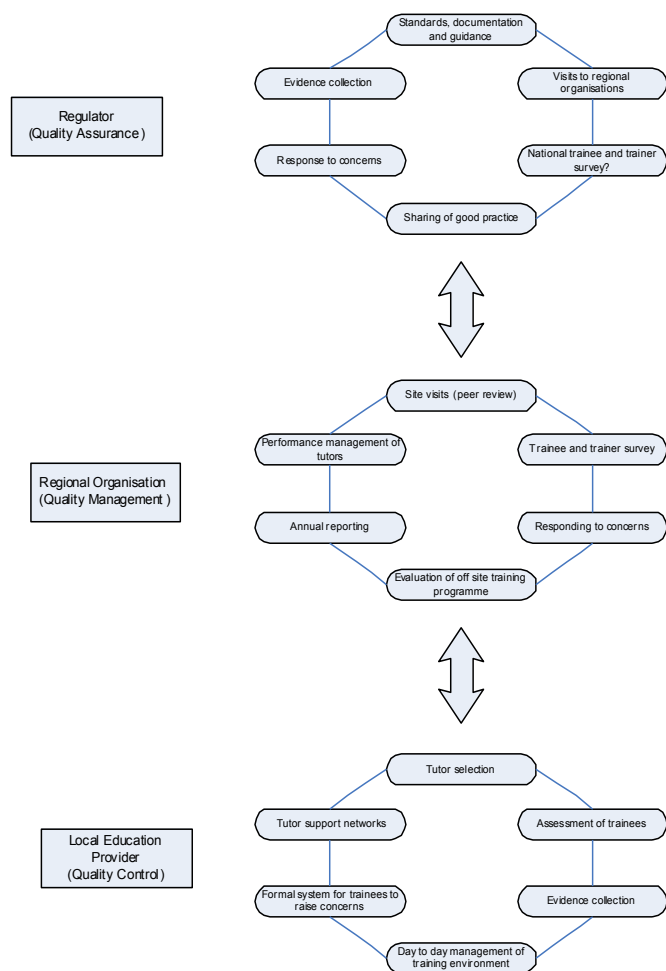 Standards, documentation
and guidance
Evidence collection
Visits to regional
organisations
Regulator
(Quality Assurance)
Response to concerns
National trainee and trainer
survey?
Sharing of good practice
Site visits (peer review)
Performance management of
tutors
Trainee and trainer survey
Regional Organisation
(Quality Management)
Annual reporting
Responding to concerns
Evaluation of off site training
programme
Tutor selection
Tutor support networks
Assessment of trainees
Local Education
Provider
(Quality Control)
Formal system for trainees to
raise concerns
Evidence collection
Day to day management of
training environment